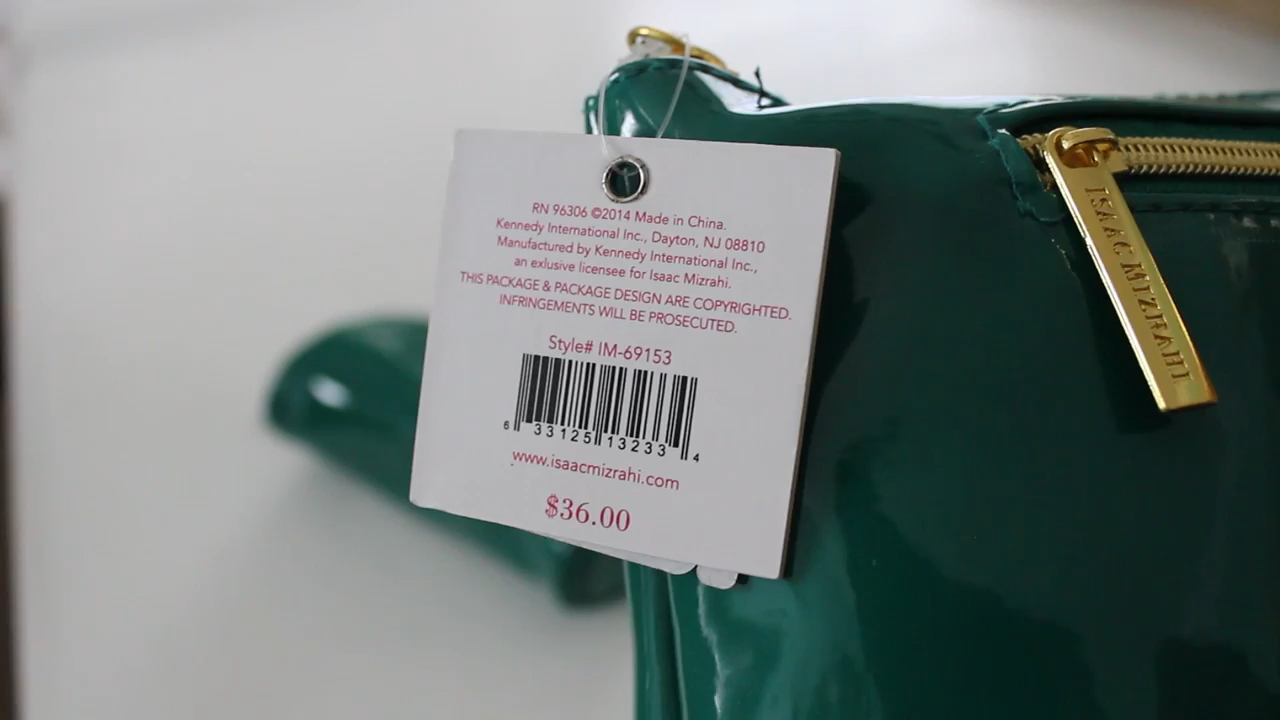 RN 96306 ©2014 Made in China.
Kennedy International Inc., Dayton, NJ 08810
Manufactured by Kennedy International Inc.,
an exlusive licensee for Isaac Mizrahi.
THIS PACKAGE & PACKAGE DESIGN ARE COPYRIGHTED.
INFRINGEMENTS WILL BE PROSECUTED.
Style# IM-69153
6 33125 13233 4
www.isaacmizrahi.com
$36.00
ISAAC MIZRAHI